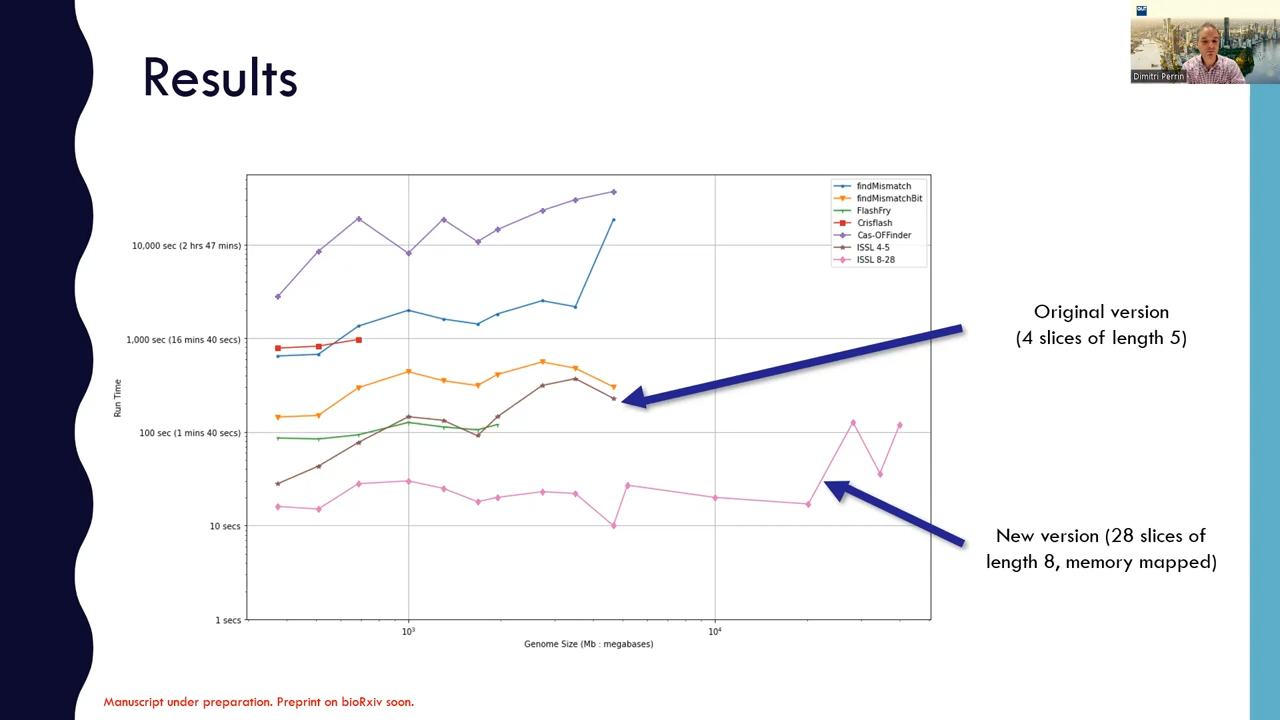 Results
QUT
Dimitri Perrin
findMismatch
findMismatchBit
FlashFry
Crisflash
Cas-OFFinder
ISSL 4-5
ISSL 8-28
10,000 sec (2 hrs 47 mins)
1,000 sec (16 mins 40 secs)
100 sec (1 mins 40 secs)
10 secs
1 secs
Run Time
10³
10⁴
Genome Size (Mb : megabases)
Original version
(4 slices of length 5)
New version (28 slices of
length 8, memory mapped)
Manuscript under preparation. Preprint on bioRxiv soon.